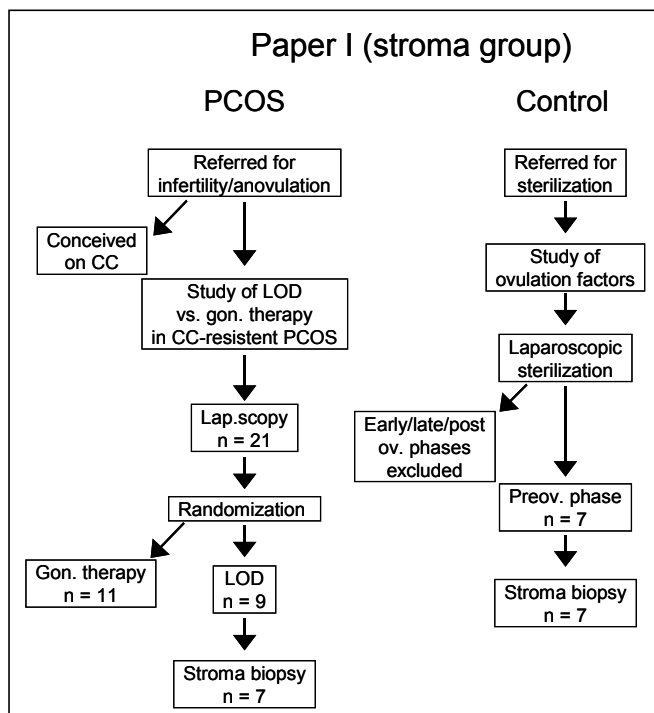 Paper I (stroma group)
PCOS
Referred for
infertility/anovulation
Conceived
on CC
Study of LOD
vs. gon. therapy
in CC-resistent PCOS
Lap.scopy
n = 21
Randomization
Gon. therapy
n = 11
LOD
n = 9
Stroma biopsy
n = 7
Control
Referred for
sterilization
Study of
ovulation factors
Laparoscopic
sterilization
Early/late/post
ov. phases
excluded
Preov. phase
n = 7
Stroma biopsy
n = 7